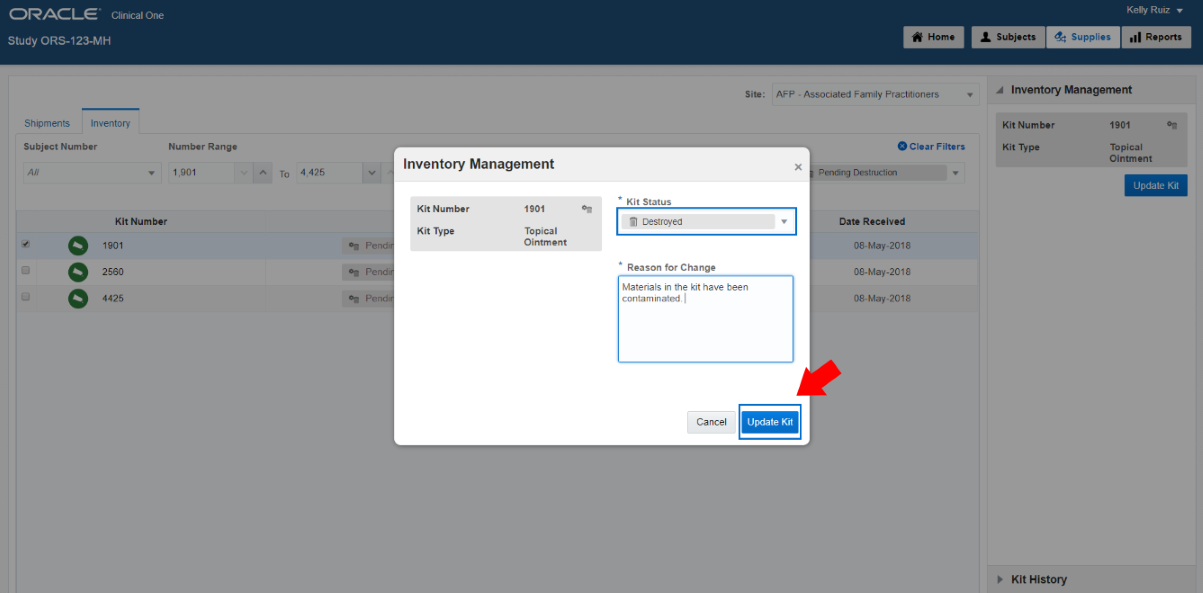 ORACLE® Clinical One
Kelly Ruiz
Study ORS-123-MH
Home
Subjects
Supplies
Reports
Site: AFP - Associated Family Practitioners
Shipments
Inventory
Subject Number
Number Range
Clear Filters
All
1,901
To
4,425
Pending Destruction
Kit Number
Date Received
1901
Pendin
08-May-2018
2560
Pendin
08-May-2018
4425
Pendin
08-May-2018
Inventory Management
×
Kit Number 1901
Kit Type Topical
Ointment
* Kit Status
Destroyed
* Reason for Change
Materials in the kit have been
contaminated.
Cancel
Update Kit
Inventory Management
Kit Number 1901
Kit Type Topical
Ointment
Update Kit
Kit History